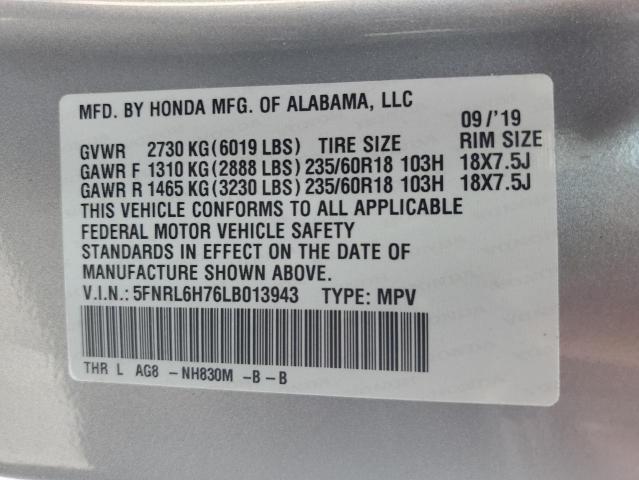 MFD. BY HONDA MFG. OF ALABAMA, LLC 09/'19
GVWR 2730 KG(6019 LBS) TIRE SIZE RIM SIZE
GAWR F 1310 KG(2888 LBS) 235/60R18 103H 18X7.5J
GAWR R 1465 KG(3230 LBS) 235/60R18 103H 18X7.5J
THIS VEHICLE CONFORMS TO ALL APPLICABLE
FEDERAL MOTOR VEHICLE SAFETY
STANDARDS IN EFFECT ON THE DATE OF
MANUFACTURE SHOWN ABOVE.
V.I.N.: 5FNRL6H76LB013943 TYPE: MPV
THR L AG8 -NH830M -B-B